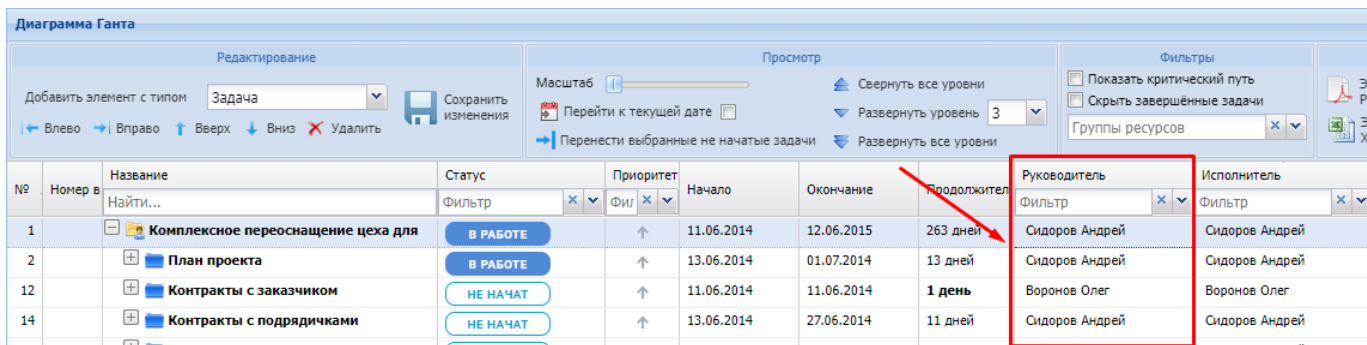 Диаграмма Ганта
Редактирование
Добавить элемент с типом Задача
Сохранить изменения
Влево Вправо Вверх Вниз Удалить
Просмотр
Масштаб
Перейти к текущей дате
Перенести выбранные не начатые задачи
Свернуть все уровни
Развернуть уровень 3
Развернуть все уровни
Фильтры
Показать критический путь
Скрыть завершённые задачи
Группы ресурсов
№ Номер в Название Статус Приоритет Начало Окончание Продолжител Руководитель Исполнитель
Найти... Фильтр Фил Фильтр Фильтр
1 Комплексное переоснащение цеха для В РАБОТЕ 11.06.2014 12.06.2015 263 дней Сидоров Андрей Сидоров Андрей
2 План проекта В РАБОТЕ 13.06.2014 01.07.2014 13 дней Сидоров Андрей Сидоров Андрей
12 Контракты с заказчиком НЕ НАЧАТ 11.06.2014 11.06.2014 1 день Воронов Олег Воронов Олег
14 Контракты с подрядичками НЕ НАЧАТ 13.06.2014 27.06.2014 11 дней Сидоров Андрей Сидоров Андрей